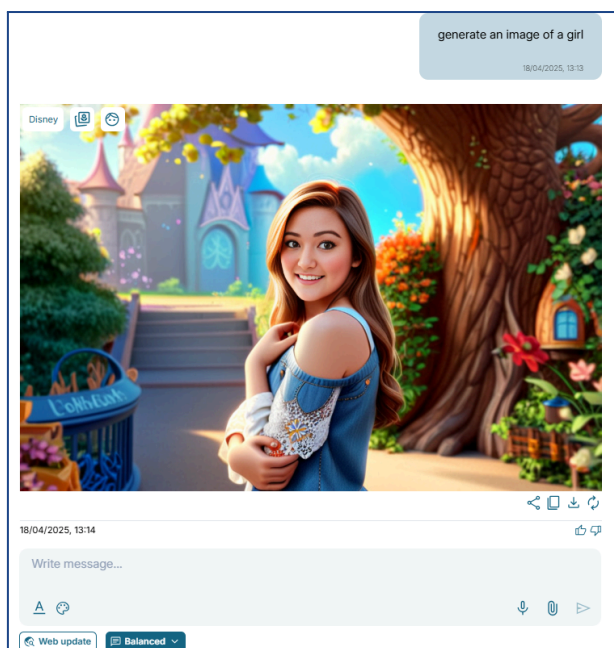 generate an image of a girl
18/04/2025, 13:13
Disney
18/04/2025, 13:14
Write message...
A
Web update
Balanced